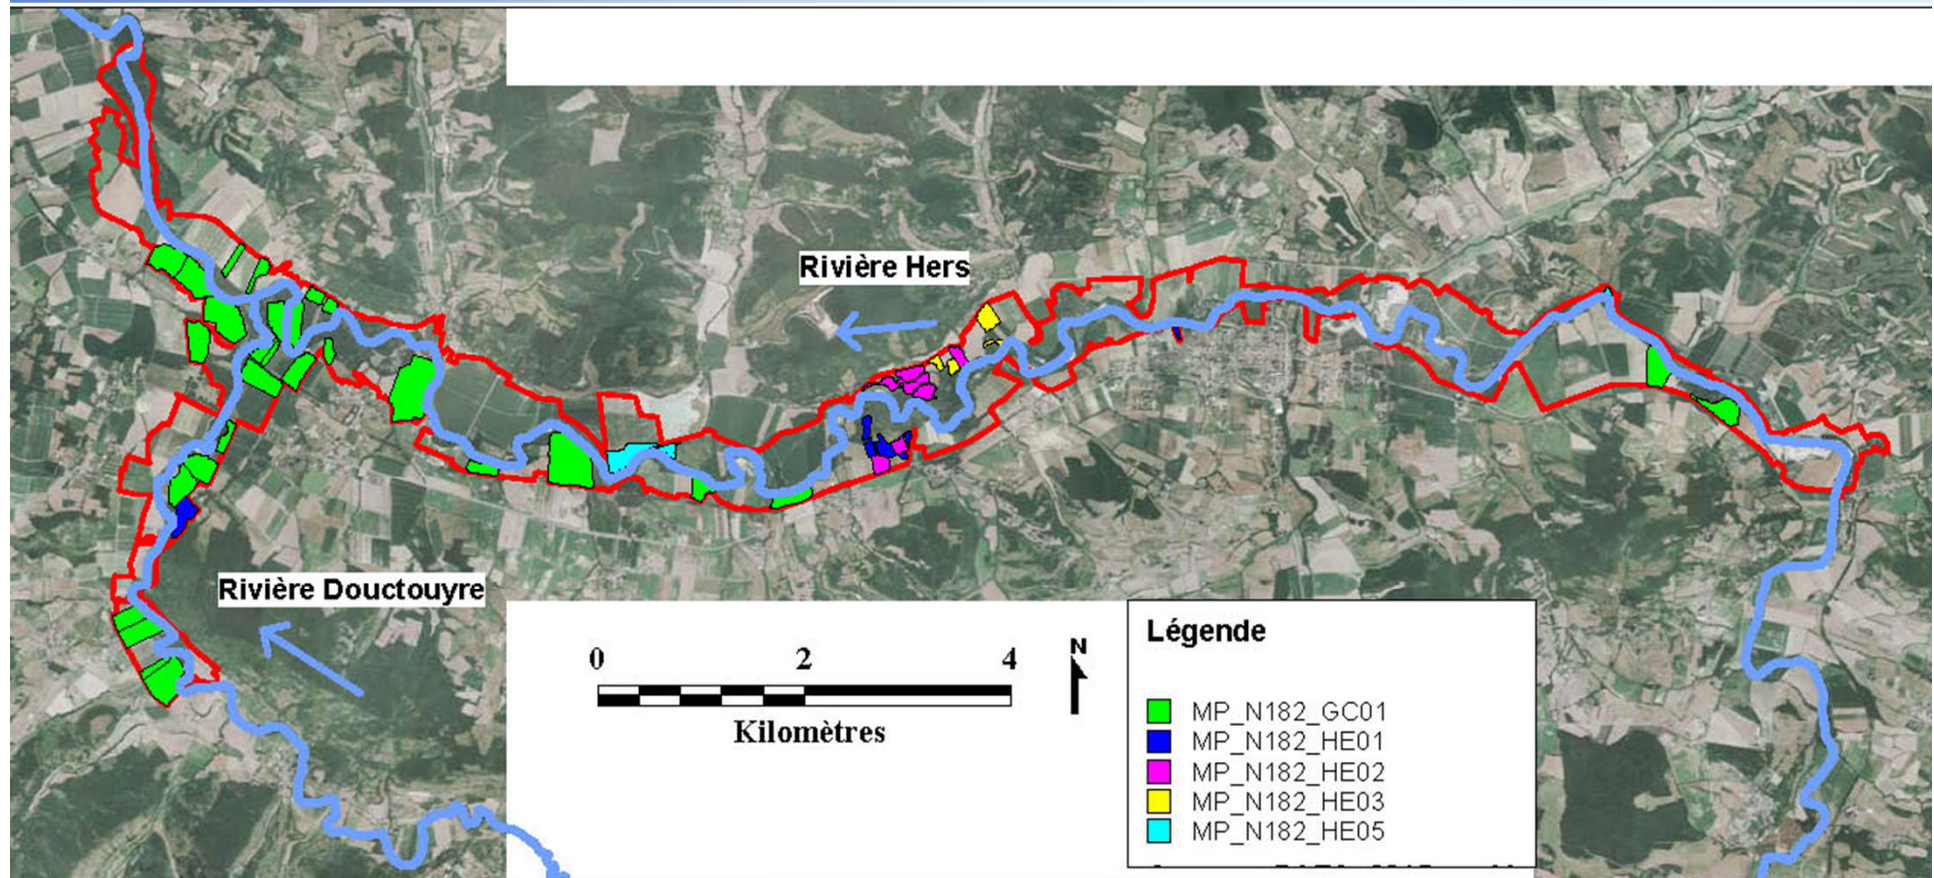 Rivière Hers
Rivière Douctouyre
0 2 4
Kilomètres
N
Légende
MP_N182_GC01
MP_N182_HE01
MP_N182_HE02
MP_N182_HE03
MP_N182_HE05